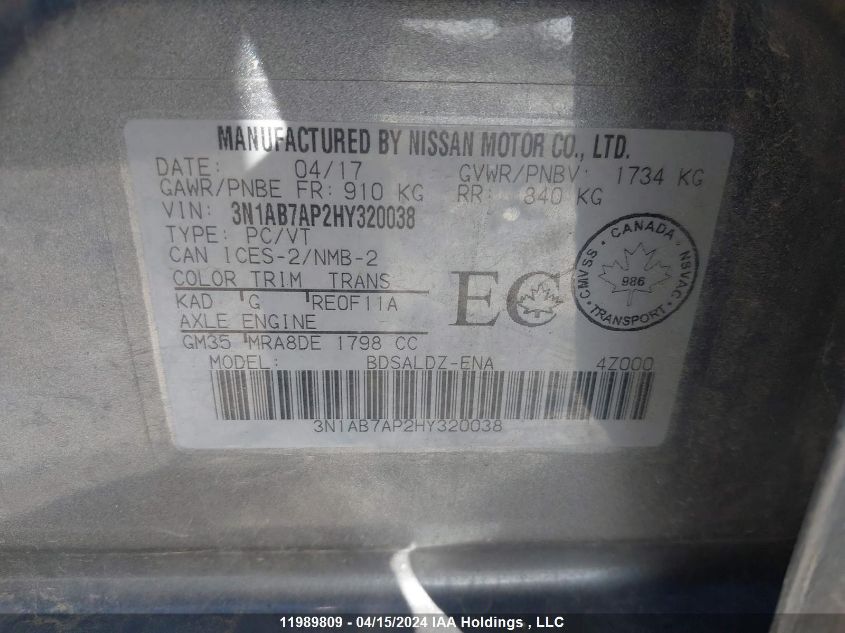 MANUFACTURED BY NISSAN MOTOR CO., LTD.
DATE: 04/17 GVWR/PNBV: 1734 KG
GAWR/PNBE FR: 910 KG RR: 840 KG
VIN: 3N1AB7AP2HY320038
TYPE: PC/VT
CAN ICES-2/NMB-2
COLOR TRIM TRANS
KAD G RE0F11A
AXLE ENGINE
GM35 MRA8DE 1798 CC
EC
CANADA
CMVSS NSVAC
986
TRANSPORT
MODEL: BDSALDZ-ENA 4Z000
3N1AB7AP2HY320038
11989809 - 04/15/2024 IAA Holdings , LLC